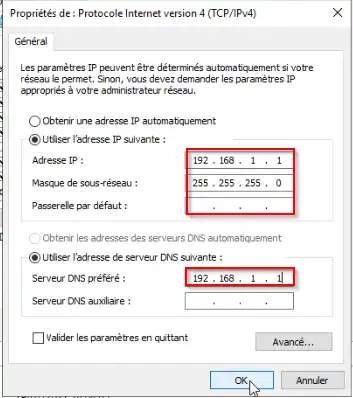 Propriétés de : Protocole Internet version 4 (TCP/IPv4)
Général
Les paramètres IP peuvent être déterminés automatiquement si votre
réseau le permet. Sinon, vous devez demander les paramètres IP
appropriés à votre administrateur réseau.
Obtenir une adresse IP automatiquement
Utiliser l'adresse IP suivante :
Adresse IP : 192 . 168 . 1 . 1
Masque de sous-réseau : 255 . 255 . 255 . 0
Passerelle par défaut : . . .
Obtenir les adresses des serveurs DNS automatiquement
Utiliser l'adresse de serveur DNS suivante :
Serveur DNS préféré : 192 . 168 . 1 . 1
Serveur DNS auxiliaire : . . .
Valider les paramètres en quittant
Avancé...
OK Annuler